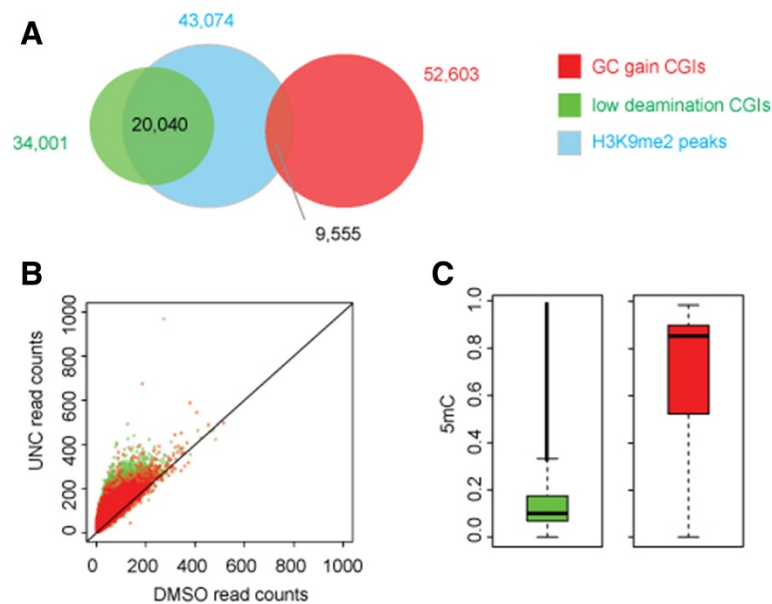 A
43,074
52,603
20,040
34,001
9,555
GC gain CGIs
low deamination CGIs
H3K9me2 peaks
B
UNC read counts
0 200 400 600 800 1000
0 200 400 600 800 1000
DMSO read counts
C
5mC
0.0 0.2 0.4 0.6 0.8 1.0